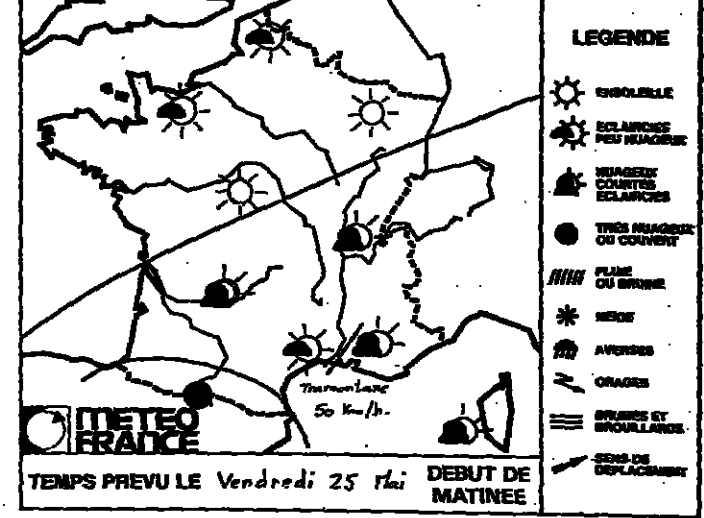 LEGENDE
ENSOLEILLE
ECLAIRCIES
PEU NUAGEUX
NUAGEUX
COURTES
ECLAIRCIES
TRES NUAGEUX
OU COUVERT
PLUIE
OU BRUINE
NEIGE
AVERSES
ORAGES
BRUMES ET
BROUILLARDS
SENS DE
DEPLACEMENT
Tramontane
50 Km/h.
METEO
FRANCE
TEMPS PREVU LE Vendredi 25 Mai
DEBUT DE
MATINEE